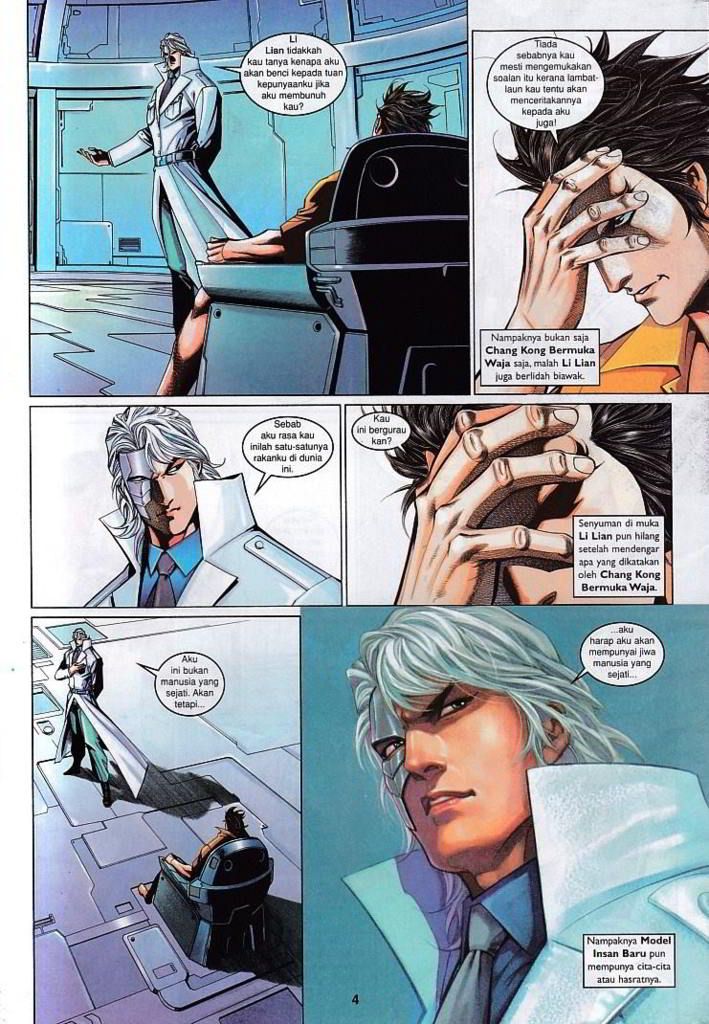 Li
Lian tidakkah
kau tanya kenapa aku
akan benci kepada tuan
kepunyaanku jika
aku membunuh
kau?
Tiada
sebabnya kau
mesti mengemukakan
soalan itu kerana lambat-
laun kau tentu akan
menceritakannya
kepada aku
juga!
Nampaknya bukan saja
Chang Kong Bermuka
Waja saja, malah Li Lian
juga berlidah biawak.
Sebab
aku rasa kau
inilah satu-satunya
rakanku di dunia
ini.
Kau
ini bergurau
kan?
Senyuman di muka
Li Lian pun hilang
setelah mendengar
apa yang dikatakan
oleh Chang Kong
Bermuka Waja.
Aku
ini bukan
manusia yang
sejati. Akan
tetapi...
...aku
harap aku akan
mempunyai jiwa
manusia yang
sejati...
Nampaknya Model
Insan Baru pun
mempunya cita-cita
atau hasratnya.
4